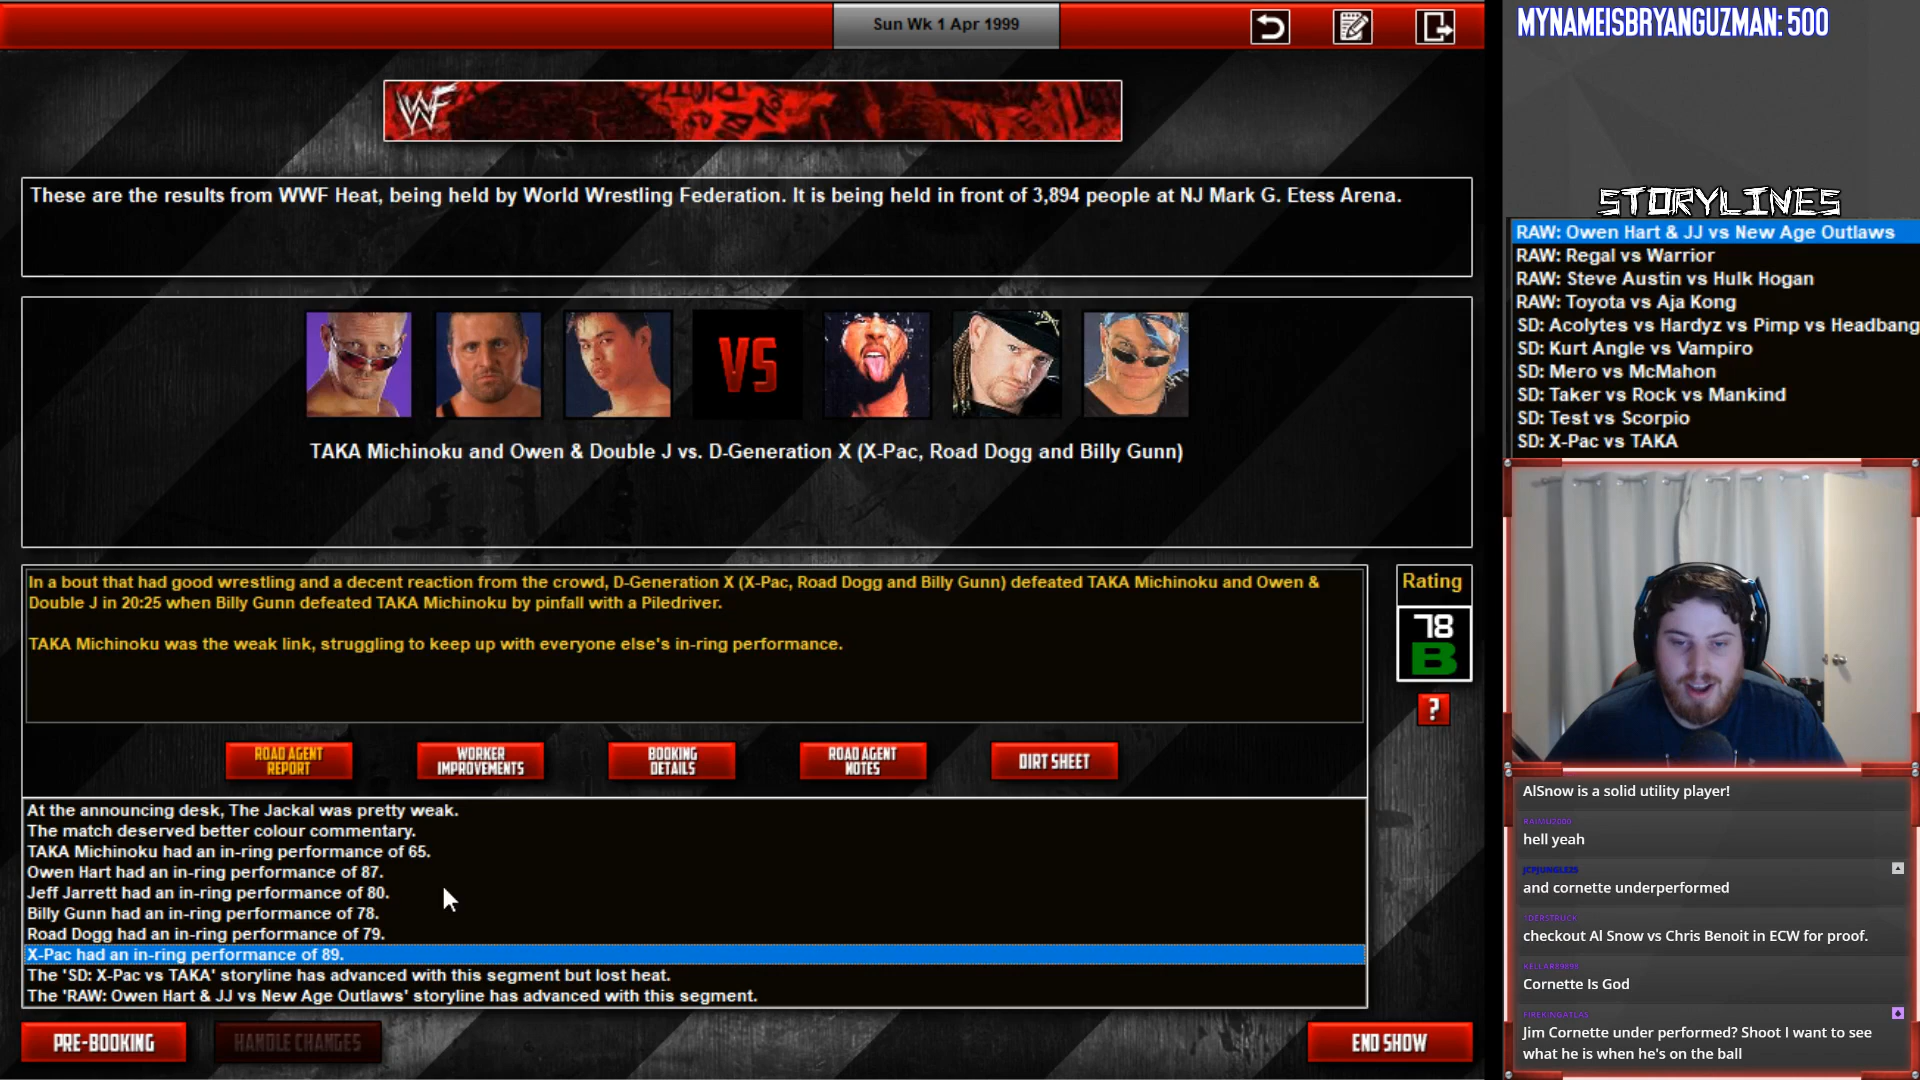 Sun Wk 1 Apr 1999
MYNAMEISBRYANGUZMAN: 500
WF
These are the results from WWF Heat, being held by World Wrestling Federation. It is being held in front of 3,894 people at NJ Mark G. Etess Arena.
VS
TAKA Michinoku and Owen & Double J vs. D-Generation X (X-Pac, Road Dogg and Billy Gunn)
In a bout that had good wrestling and a decent reaction from the crowd, D-Generation X (X-Pac, Road Dogg and Billy Gunn) defeated TAKA Michinoku and Owen &
Double J in 20:25 when Billy Gunn defeated TAKA Michinoku by pinfall with a Piledriver.
TAKA Michinoku was the weak link, struggling to keep up with everyone else's in-ring performance.
Rating
78
B
?
ROAD AGENT
REPORT
WORKER
IMPROVEMENTS
BOOKING
DETAILS
ROAD AGENT
NOTES
DIRT SHEET
At the announcing desk, The Jackal was pretty weak.
The match deserved better colour commentary.
TAKA Michinoku had an in-ring performance of 65.
Owen Hart had an in-ring performance of 87.
Jeff Jarrett had an in-ring performance of 80.
Billy Gunn had an in-ring performance of 78.
Road Dogg had an in-ring performance of 79.
X-Pac had an in-ring performance of 89.
The 'SD: X-Pac vs TAKA' storyline has advanced with this segment but lost heat.
The 'RAW: Owen Hart & JJ vs New Age Outlaws' storyline has advanced with this segment.
PRE-BOOKING
HANDLE CHANGES
END SHOW
STORYLINES
RAW: Owen Hart & JJ vs New Age Outlaws
RAW: Regal vs Warrior
RAW: Steve Austin vs Hulk Hogan
RAW: Toyota vs Aja Kong
SD: Acolytes vs Hardyz vs Pimp vs Headbang
SD: Kurt Angle vs Vampiro
SD: Mero vs McMahon
SD: Taker vs Rock vs Mankind
SD: Test vs Scorpio
SD: X-Pac vs TAKA
AlSnow is a solid utility player!
hell yeah
JCPJUNGLE25
and cornette underperformed
checkout Al Snow vs Chris Benoit in ECW for proof.
Cornette Is God
FIREKINGATLAS
Jim Cornette under performed? Shoot I want to see
what he is when he's on the ball